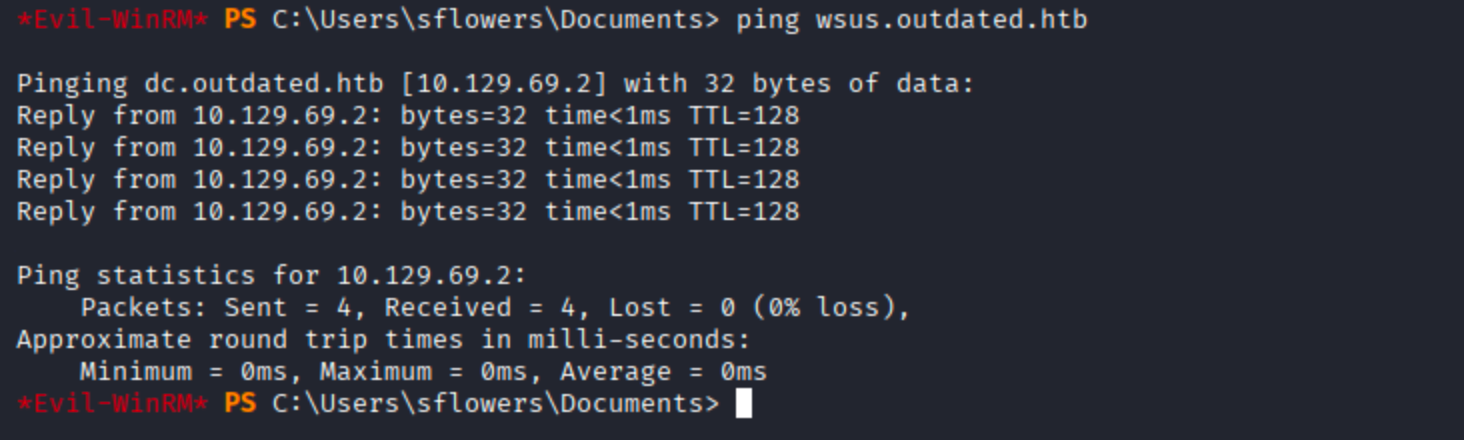 *Evil-WinRM* PS C:\Users\sflowers\Documents> ping wsus.outdated.htb
Pinging dc.outdated.htb [10.129.69.2] with 32 bytes of data:
Reply from 10.129.69.2: bytes=32 time<1ms TTL=128
Reply from 10.129.69.2: bytes=32 time<1ms TTL=128
Reply from 10.129.69.2: bytes=32 time<1ms TTL=128
Reply from 10.129.69.2: bytes=32 time<1ms TTL=128
Ping statistics for 10.129.69.2:
    Packets: Sent = 4, Received = 4, Lost = 0 (0% loss),
Approximate round trip times in milli-seconds:
    Minimum = 0ms, Maximum = 0ms, Average = 0ms
*Evil-WinRM* PS C:\Users\sflowers\Documents>